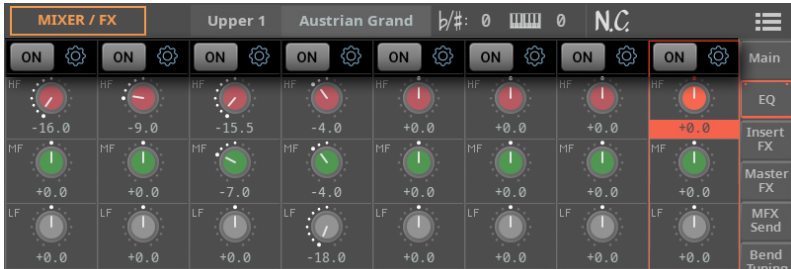 MIXER / FX Upper 1 Austrian Grand b/#: 0 0 N.C.
ON ON ON ON ON ON ON ON Main
HF HF HF HF HF HF HF HF EQ
-16.0 -9.0 -15.5 -4.0 +0.0 +0.0 +0.0 +0.0
Insert
FX
MF MF MF MF MF MF MF MF
Master
FX
+0.0 +0.0 -7.0 -4.0 +0.0 +0.0 +0.0 +0.0
LF LF LF LF LF LF LF LF
MFX
Send
+0.0 +0.0 +0.0 -18.0 +0.0 +0.0 +0.0 +0.0
Bend
Tuning